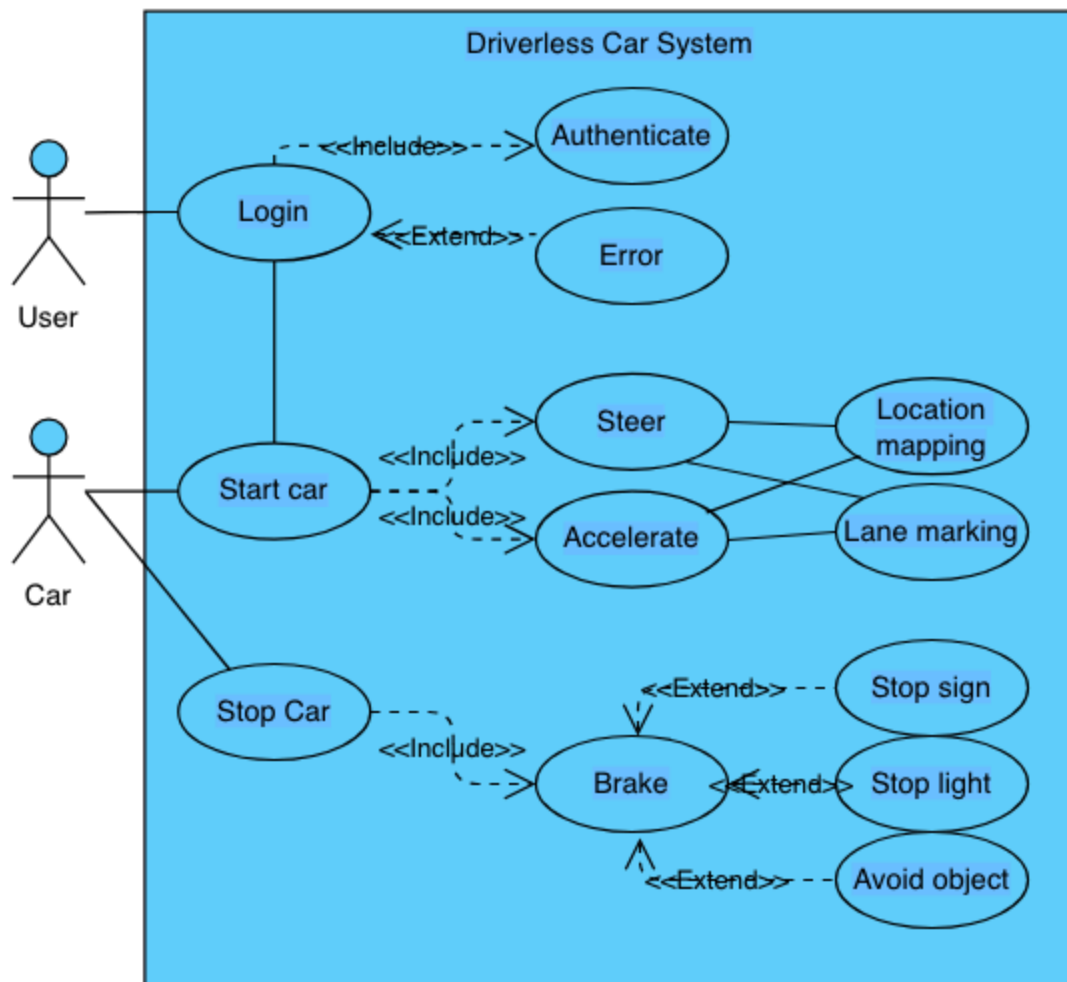 Driverless Car System
<<Include>>
Authenticate
Login
<<Extend>>
Error
User
Steer
Location
mapping
<<Include>>
Start car
<<Include>>
Accelerate
Lane marking
Car
<<Extend>>
Stop sign
Stop Car
<<Include>>
Brake
<<Extend>>
Stop light
<<Extend>>
Avoid object